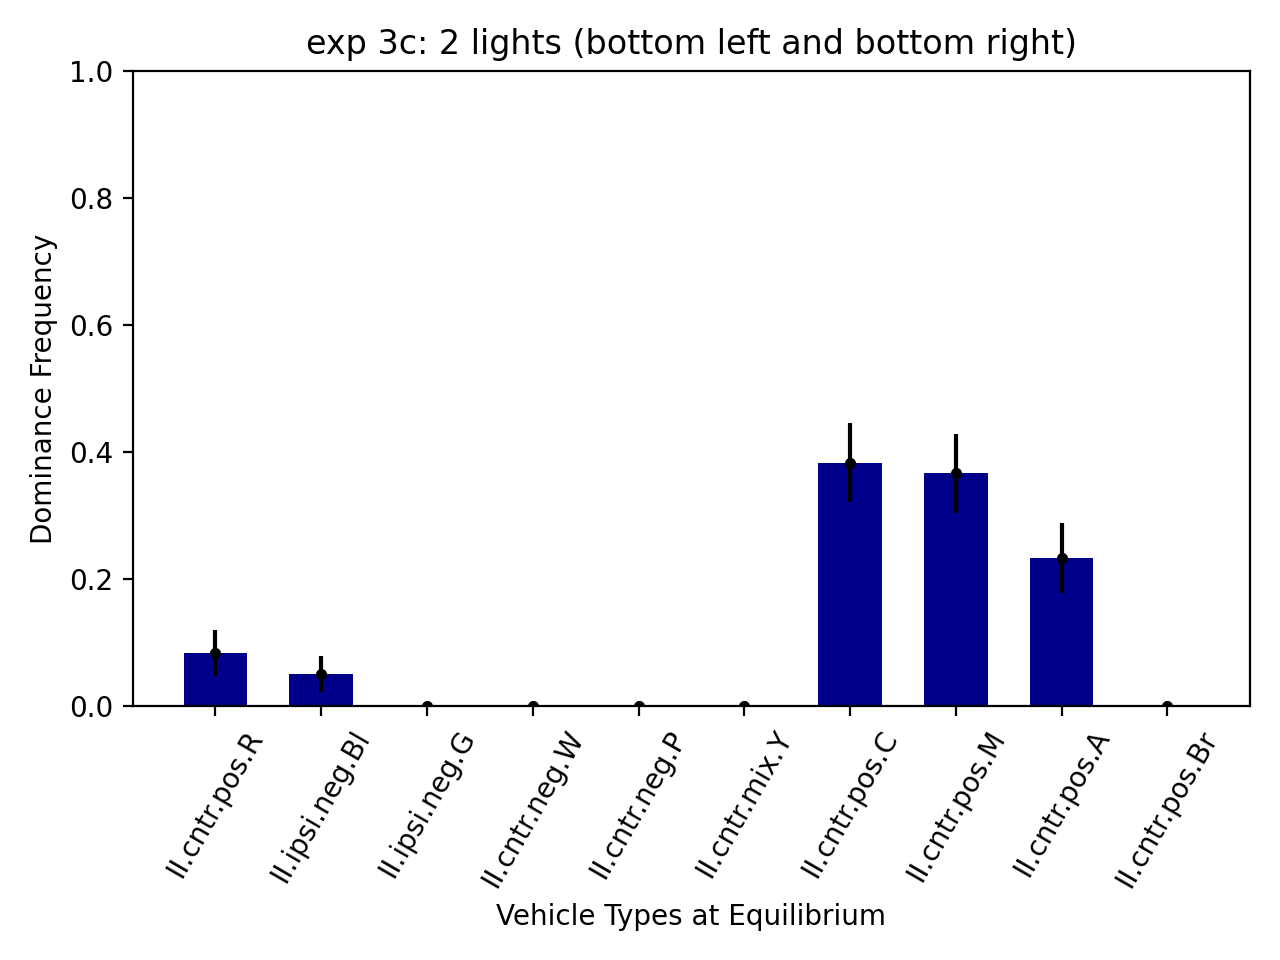 exp 3c: 2 lights (bottom left and bottom right)
1.0
0.8
0.6
0.4
0.2
0.0
Dominance Frequency
II.cntr.pos.R
II.ipsi.neg.Bl
II.ipsi.neg.G
II.cntr.neg.W
II.cntr.neg.P
II.cntr.mix.Y
II.cntr.pos.C
II.cntr.pos.M
II.cntr.pos.A
II.cntr.pos.Br
Vehicle Types at Equilibrium